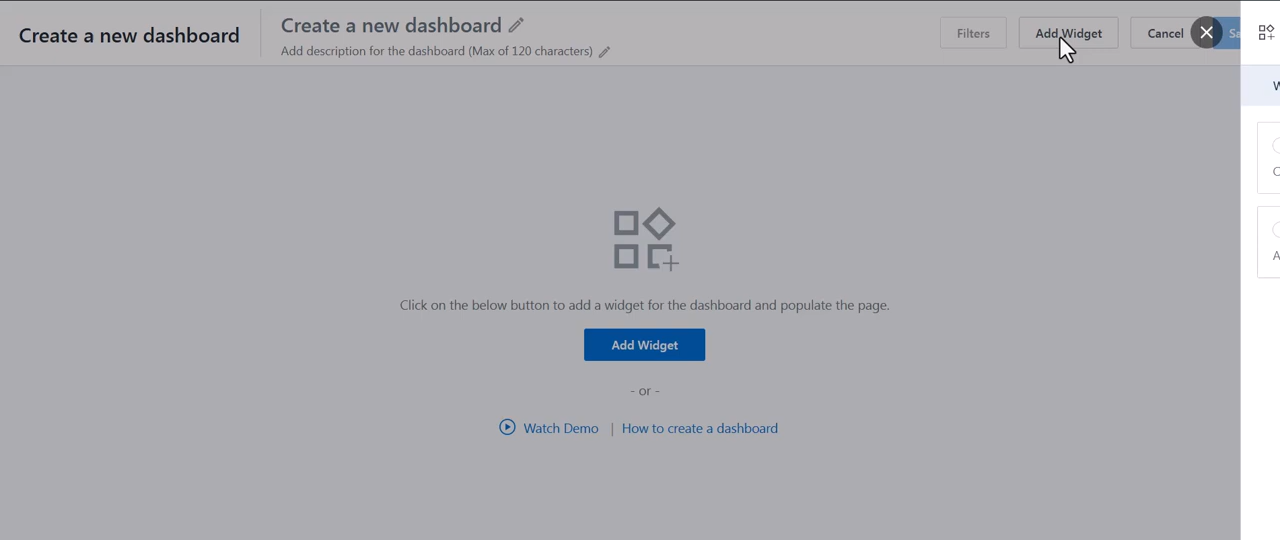 Create a new dashboard
Create a new dashboard
Add description for the dashboard (Max of 120 characters)
Filters
Add Widget
Cancel
Click on the below button to add a widget for the dashboard and populate the page.
Add Widget
- or -
Watch Demo | How to create a dashboard